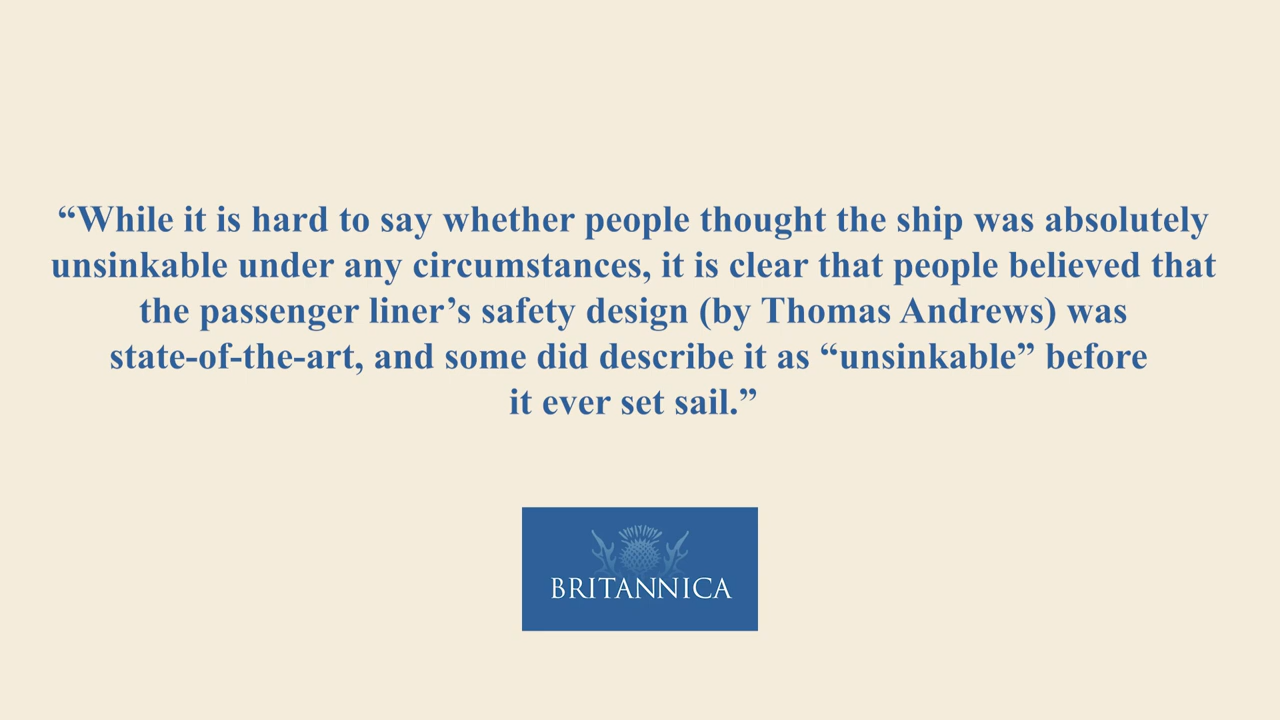 “While it is hard to say whether people thought the ship was absolutely
unsinkable under any circumstances, it is clear that people believed that
the passenger liner’s safety design (by Thomas Andrews) was
state-of-the-art, and some did describe it as “unsinkable” before
it ever set sail.”
BRITANNICA